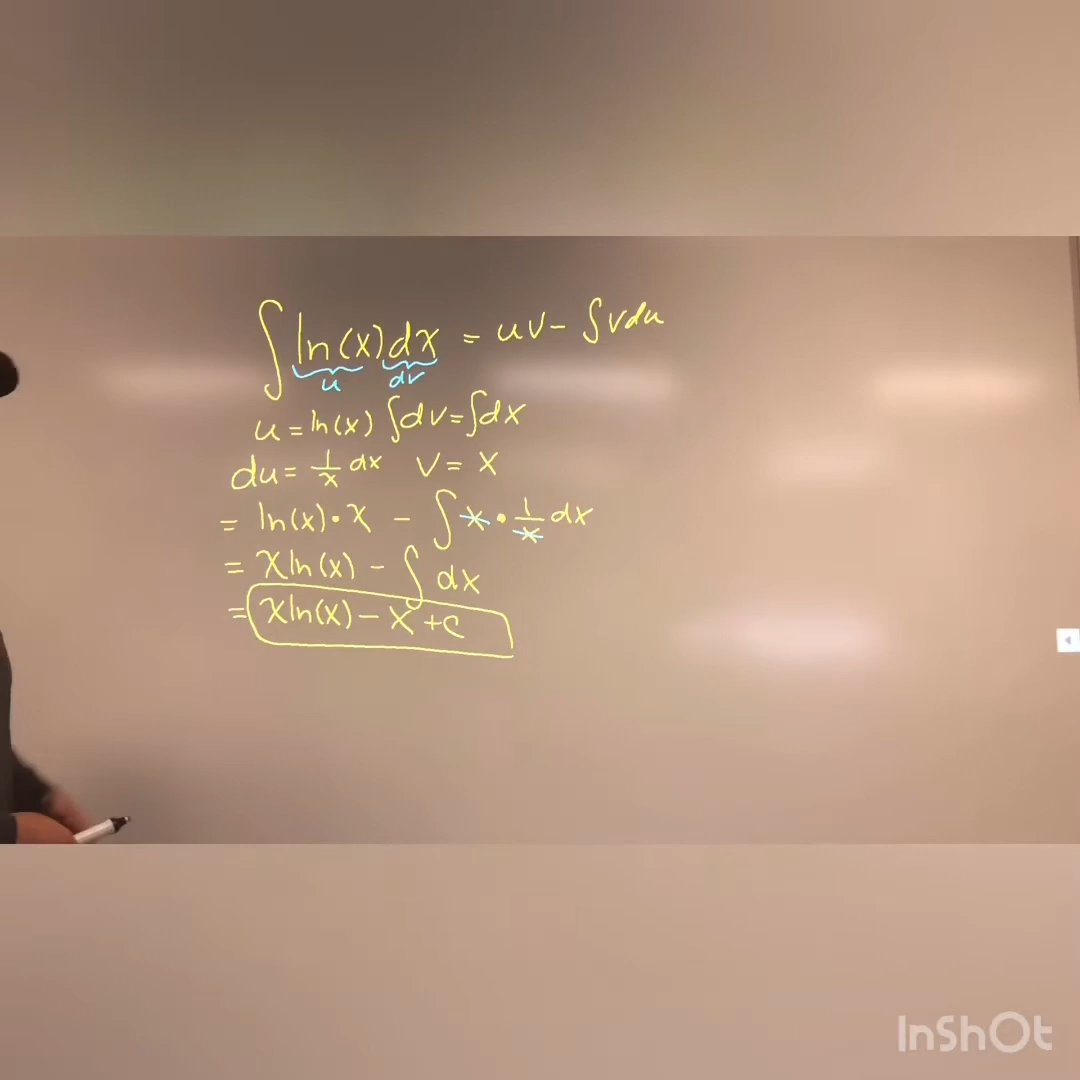 ∫ ln(x) dx = uv - ∫vdu
u dv
u = ln(x) ∫dv = ∫dx
du = 1/x dx v = x
= ln(x) • x - ∫ x • 1/x dx
= xln(x) - ∫ dx
= xln(x) - x + c
InShOt